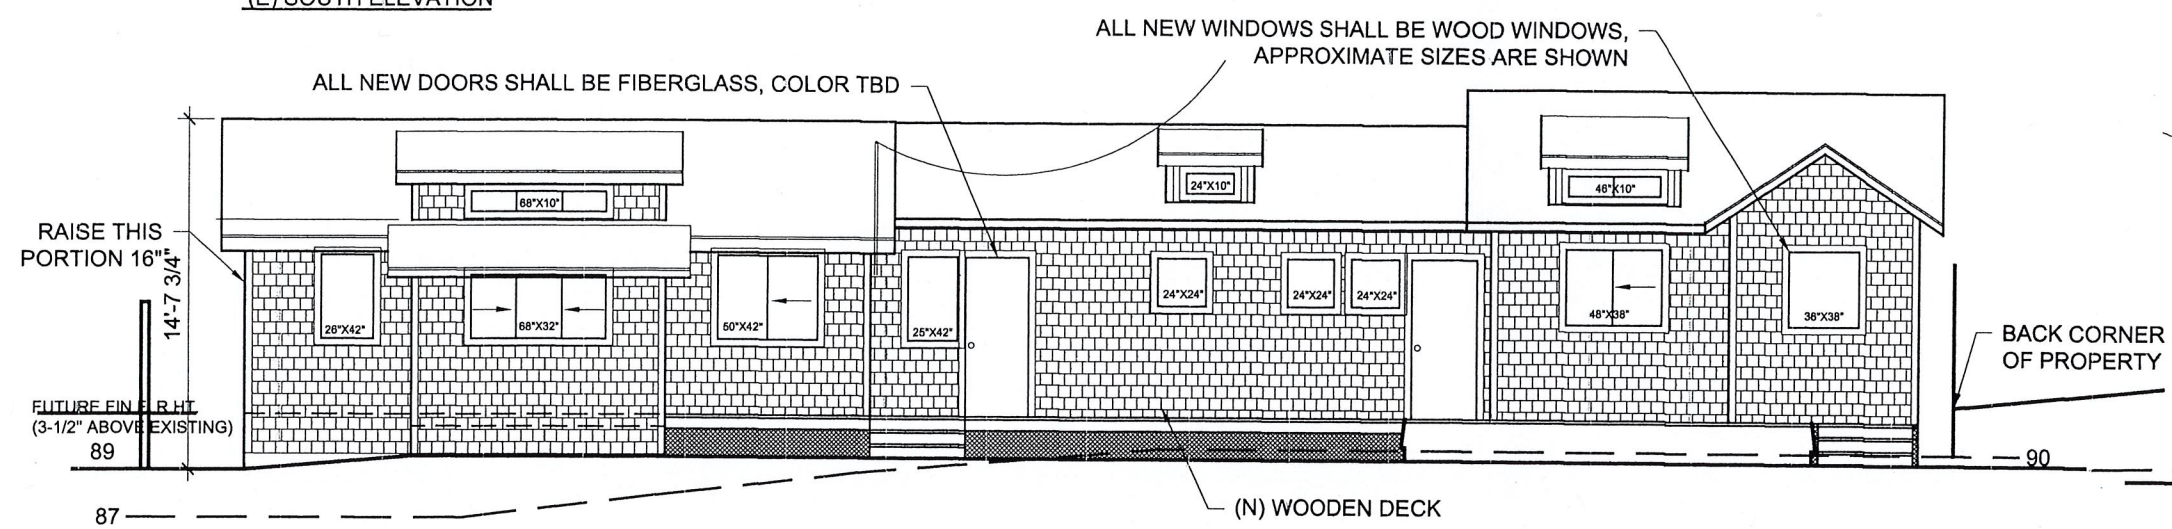 (E) SOUTH ELEVATION
ALL NEW WINDOWS SHALL BE WOOD WINDOWS,
APPROXIMATE SIZES ARE SHOWN
ALL NEW DOORS SHALL BE FIBERGLASS, COLOR TBD
24"X10"
46"X10"
68"X10"
RAISE THIS
PORTION 16"
14'-7 3/4"
26"X42"
68"X32"
50"X42"
25"X42"
24"X24"
24"X24"
24"X24"
48"X38"
38"X38"
BACK CORNER
OF PROPERTY
FUTURE FIN HT
(3-1/2" ABOVE EXISTING)
89
90
87
(N) WOODEN DECK